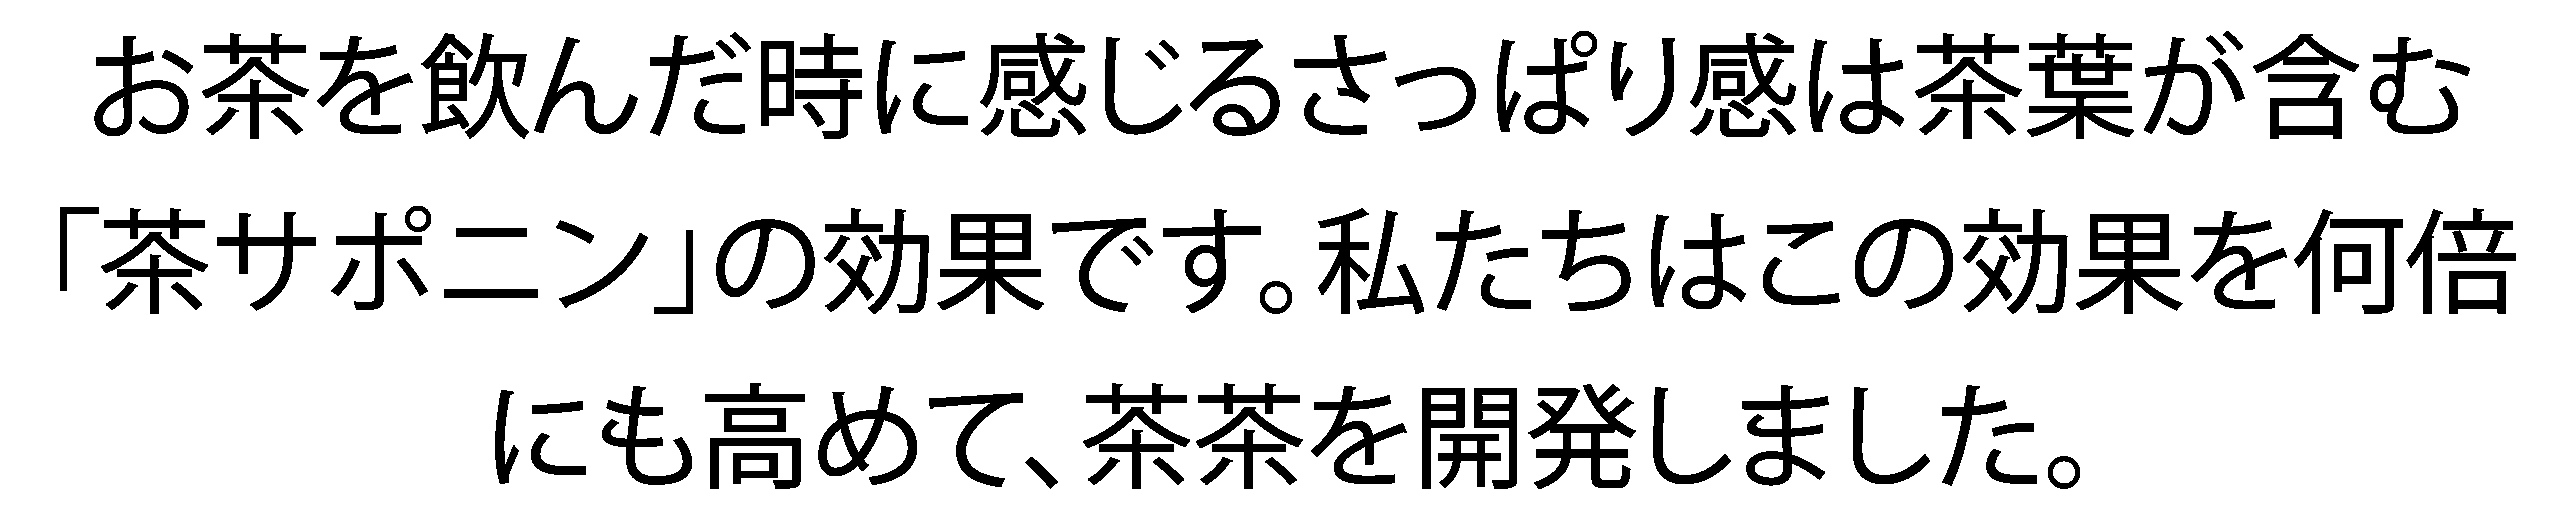 お茶を飲んだ時に感じるさっぱり感は茶葉が含む
「茶サポニン」の効果です。私たちはこの効果を何倍
にも高めて、茶茶を開発しました。